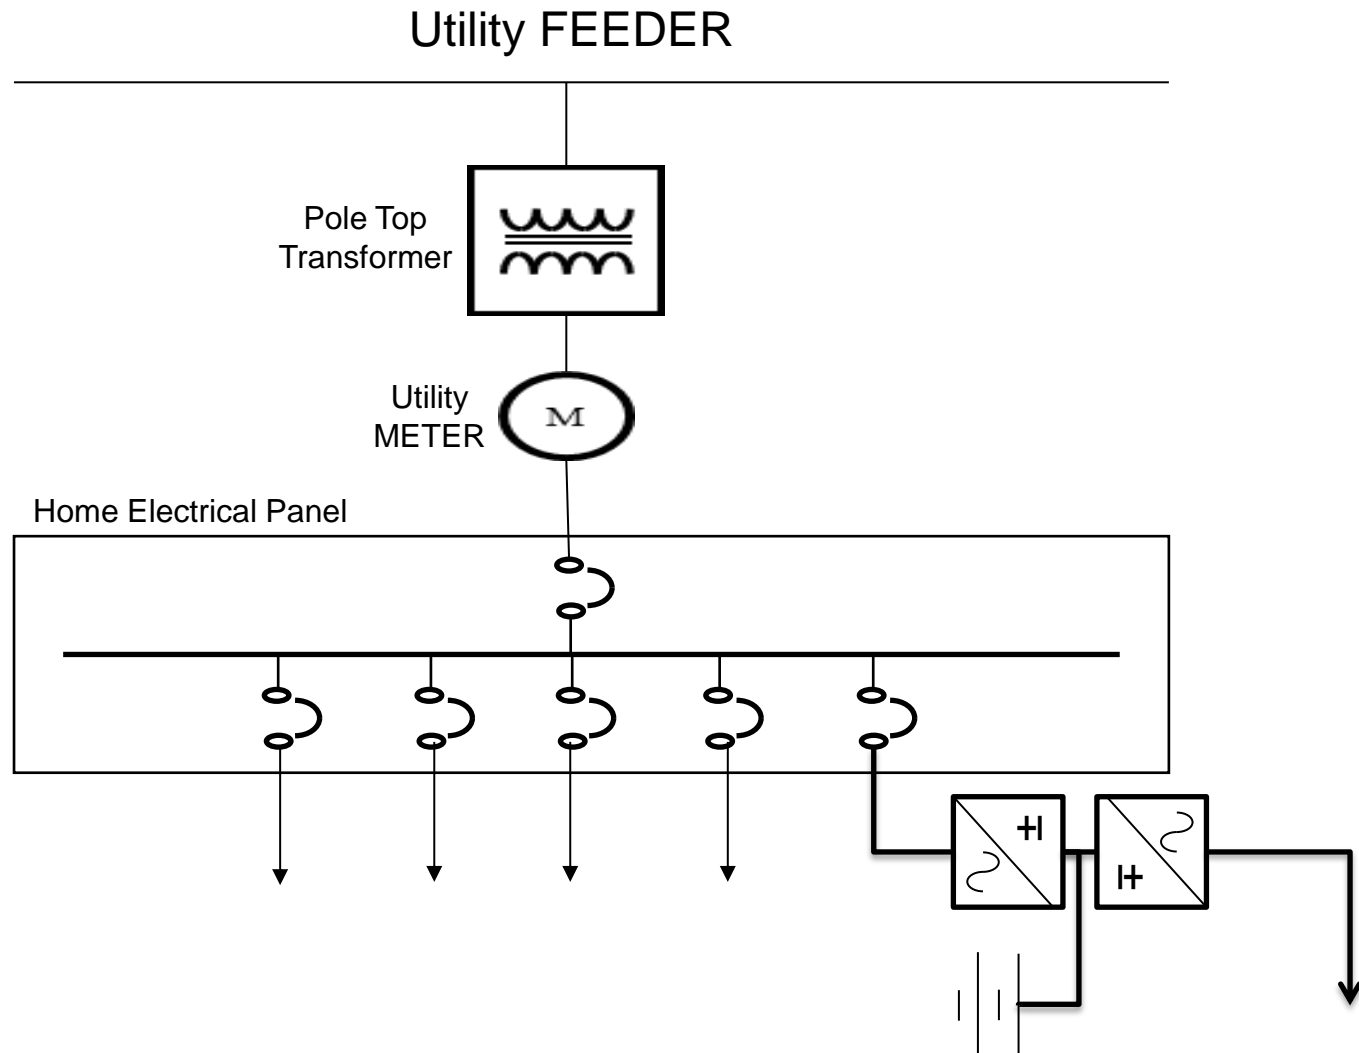 Utility FEEDER
Pole Top
Transformer
Utility
METER
M
Home Electrical Panel